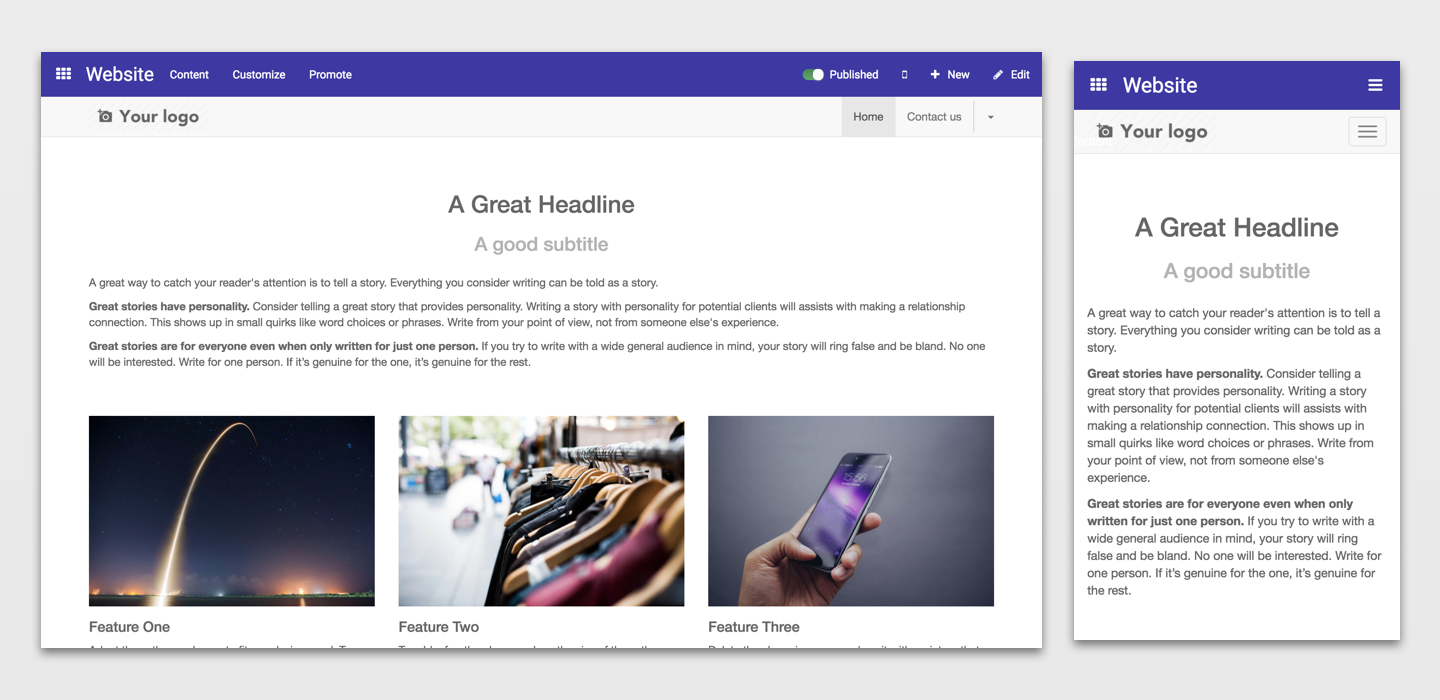 Website Content Customize Promote Published New Edit
Your logo Home Contact us
A Great Headline
A good subtitle
A great way to catch your reader's attention is to tell a story. Everything you consider writing can be told as a story.
Great stories have personality. Consider telling a great story that provides personality. Writing a story with personality for potential clients will assists with making a relationship
connection. This shows up in small quirks like word choices or phrases. Write from your point of view, not from someone else's experience.
Great stories are for everyone even when only written for just one person. If you try to write with a wide general audience in mind, your story will ring false and be bland. No one
will be interested. Write for one person. If it’s genuine for the one, it’s genuine for the rest.
15:56
Feature One
Feature Two
Feature Three
Website
Your logo
A Great Headline
A good subtitle
A great way to catch your reader's attention is to tell a
story. Everything you consider writing can be told as a
story.
Great stories have personality. Consider telling a
great story that provides personality. Writing a story
with personality for potential clients will assists with
making a relationship connection. This shows up in
small quirks like word choices or phrases. Write from
your point of view, not from someone else's
experience.
Great stories are for everyone even when only
written for just one person. If you try to write with a
wide general audience in mind, your story will ring
false and be bland. No one will be interested. Write for
one person. If it’s genuine for the one, it’s genuine for
the rest.